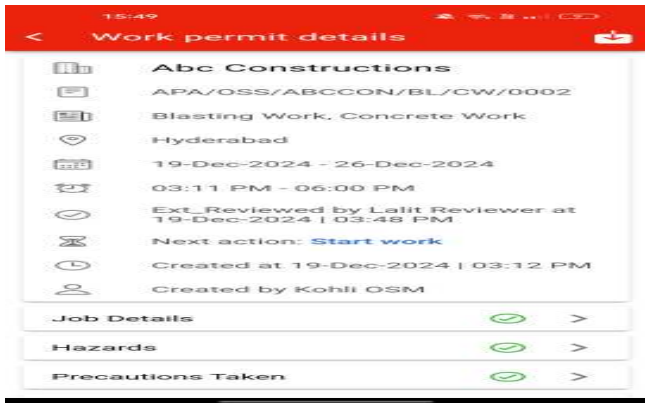 15:49
Work permit details
Abc Constructions
APA/OSS/ABCCON/BL/CW/0002
Blasting Work, Concrete Work
Hyderabad
19-Dec-2024 - 26-Dec-2024
03:11 PM - 06:00 PM
Ext_Reviewed by Lalit Reviewer at
19-Dec-2024 | 03:48 PM
Next action: Start work
Created at 19-Dec-2024 | 03:12 PM
Created by Kohli OSM
Job Details
Hazards
Precautions Taken